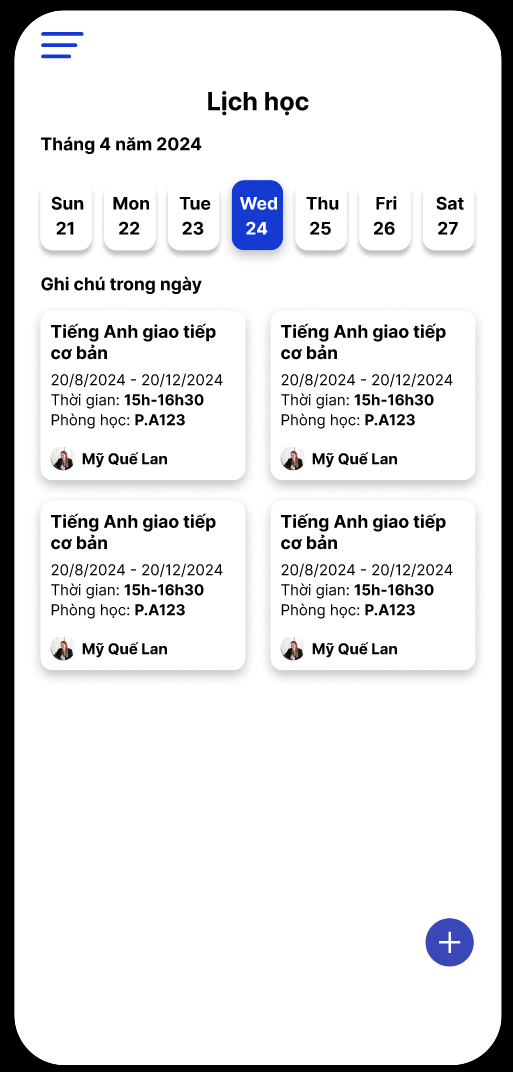 Lịch học
Tháng 4 năm 2024
Sun Mon Tue Wed Thu Fri Sat
21 22 23 24 25 26 27
Ghi chú trong ngày
Tiếng Anh giao tiếp
cơ bản
20/8/2024 - 20/12/2024
Thời gian: 15h-16h30
Phòng học: P.A123
Mỹ Quế Lan
Tiếng Anh giao tiếp
cơ bản
20/8/2024 - 20/12/2024
Thời gian: 15h-16h30
Phòng học: P.A123
Mỹ Quế Lan
Tiếng Anh giao tiếp
cơ bản
20/8/2024 - 20/12/2024
Thời gian: 15h-16h30
Phòng học: P.A123
Mỹ Quế Lan
Tiếng Anh giao tiếp
cơ bản
20/8/2024 - 20/12/2024
Thời gian: 15h-16h30
Phòng học: P.A123
Mỹ Quế Lan